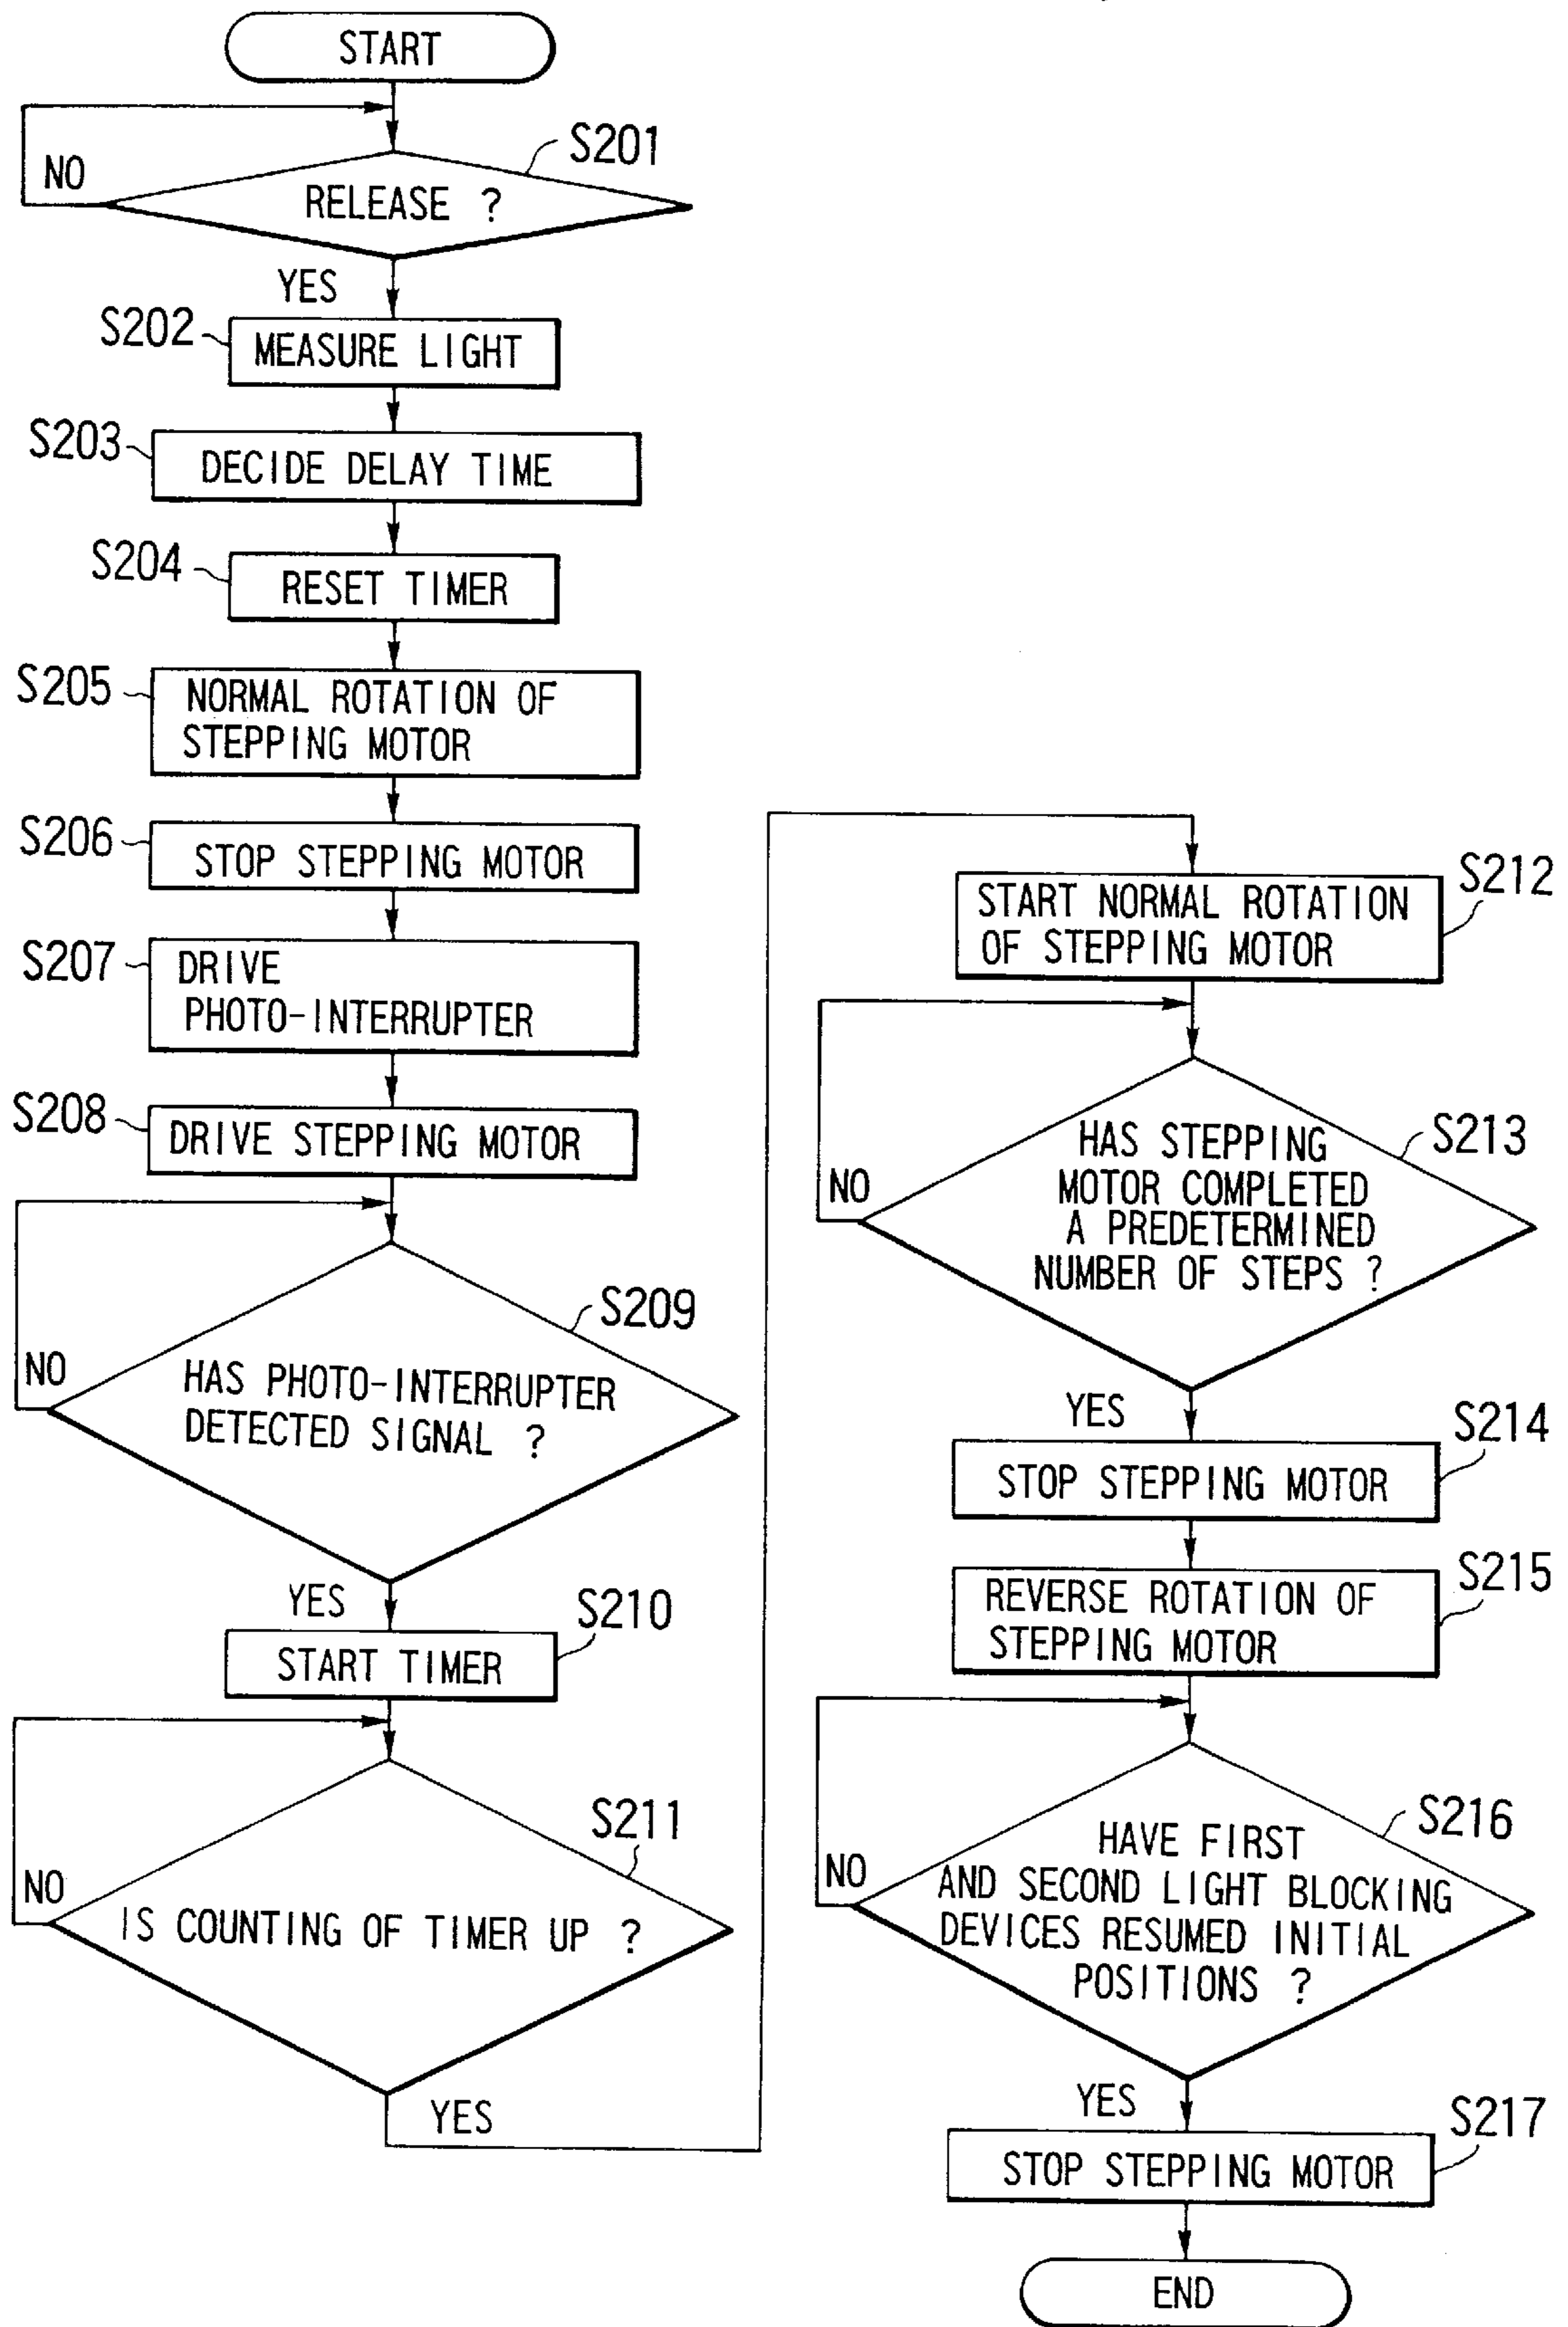 START
S201
NO
RELEASE ?
YES
S202
MEASURE LIGHT
S203
DECIDE DELAY TIME
S204
RESET TIMER
S205
NORMAL ROTATION OF
STEPPING MOTOR
S206
STOP STEPPING MOTOR
S207
DRIVE
PHOTO-INTERRUPTER
S208
DRIVE STEPPING MOTOR
S209
NO
HAS PHOTO-INTERRUPTER
DETECTED SIGNAL ?
YES
S210
START TIMER
S211
NO
IS COUNTING OF TIMER UP ?
YES
S212
START NORMAL ROTATION
OF STEPPING MOTOR
S213
NO
HAS STEPPING
MOTOR COMPLETED
A PREDETERMINED
NUMBER OF STEPS ?
YES
S214
STOP STEPPING MOTOR
S215
REVERSE ROTATION OF
STEPPING MOTOR
S216
NO
HAVE FIRST
AND SECOND LIGHT BLOCKING
DEVICES RESUMED INITIAL
POSITIONS ?
YES
S217
STOP STEPPING MOTOR
END